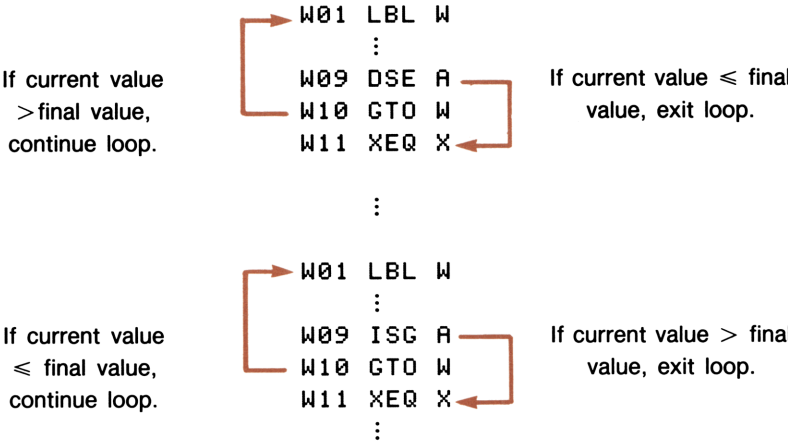 W01 LBL W
⋮
If current value
>final value,
continue loop.
W09 DSE A
W10 GTO W
W11 XEQ X
If current value ⩽ final
value, exit loop.
⋮
W01 LBL W
⋮
If current value
⩽ final value,
continue loop.
W09 ISG A
W10 GTO W
W11 XEQ X
If current value > final
value, exit loop.
⋮